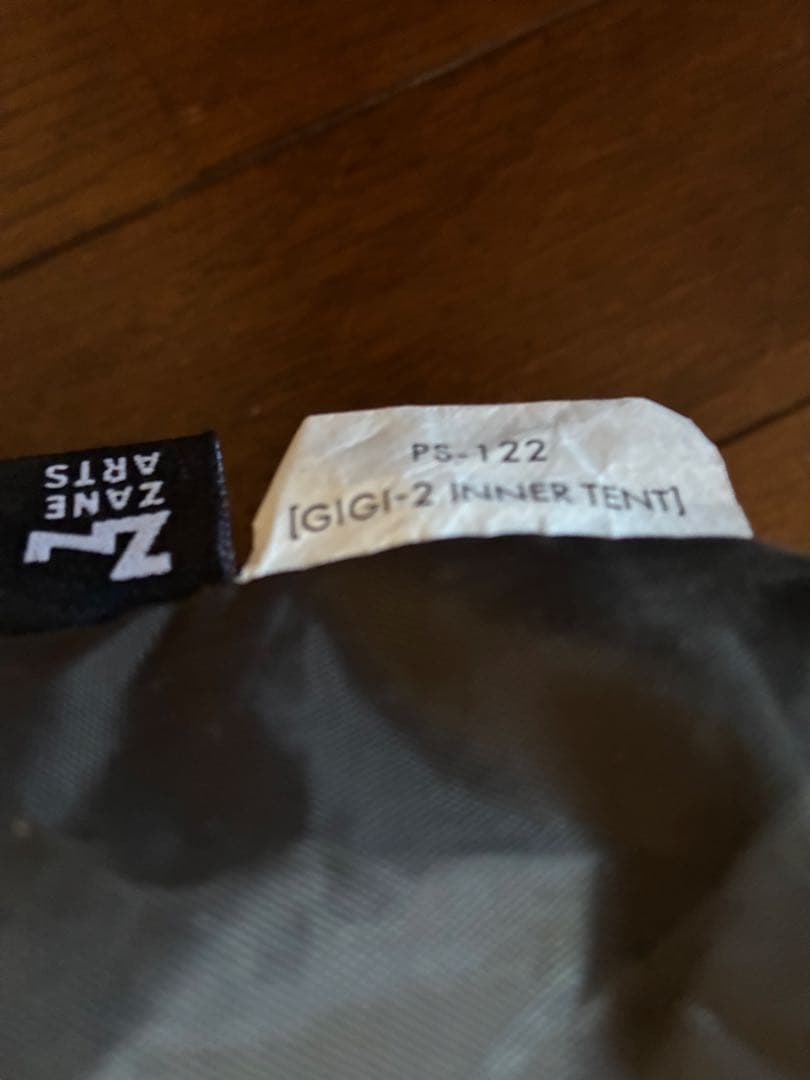 ZANE
ARTS
PS-122
[GIGI-2 INNER TENT]